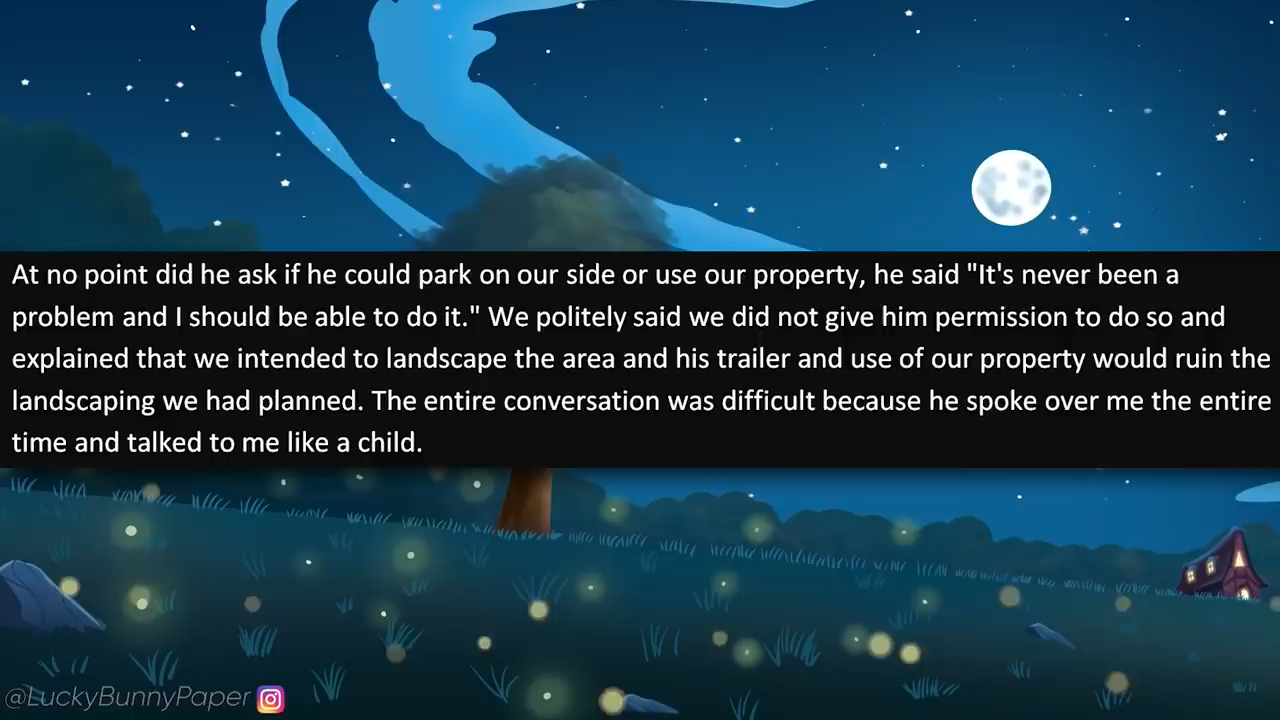 At no point did he ask if he could park on our side or use our property, he said "It's never been a
problem and I should be able to do it." We politely said we did not give him permission to do so and
explained that we intended to landscape the area and his trailer and use of our property would ruin the
landscaping we had planned. The entire conversation was difficult because he spoke over me the entire
time and talked to me like a child.
@LuckyBunnyPaper